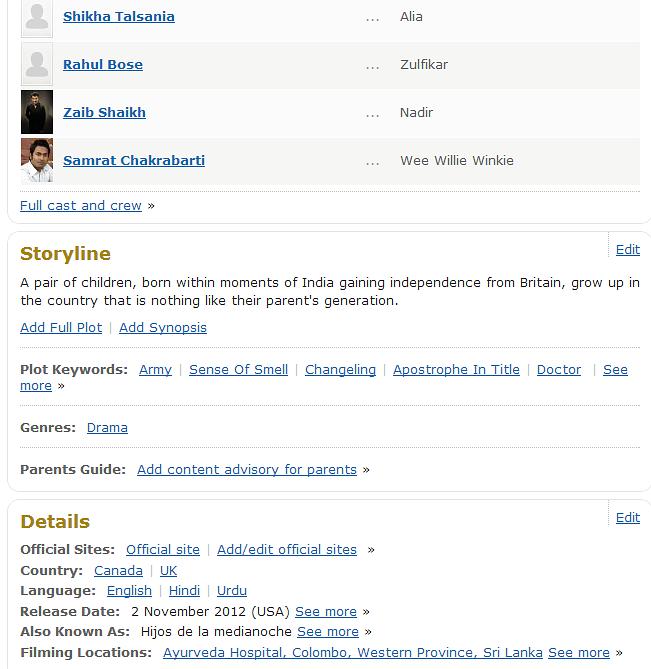 Shikha Talsania ... Alia
Rahul Bose ... Zulfikar
Zaib Shaikh ... Nadir
Samrat Chakrabarti ... Wee Willie Winkie
Full cast and crew »
Storyline Edit
A pair of children, born within moments of India gaining independence from Britain, grow up in
the country that is nothing like their parent's generation.
Add Full Plot | Add Synopsis
Plot Keywords: Army | Sense Of Smell | Changeling | Apostrophe In Title | Doctor | See
more »
Genres: Drama
Parents Guide: Add content advisory for parents »
Details Edit
Official Sites: Official site | Add/edit official sites »
Country: Canada | UK
Language: English | Hindi | Urdu
Release Date: 2 November 2012 (USA) See more »
Also Known As: Hijos de la medianoche See more »
Filming Locations: Ayurveda Hospital, Colombo, Western Province, Sri Lanka See more »